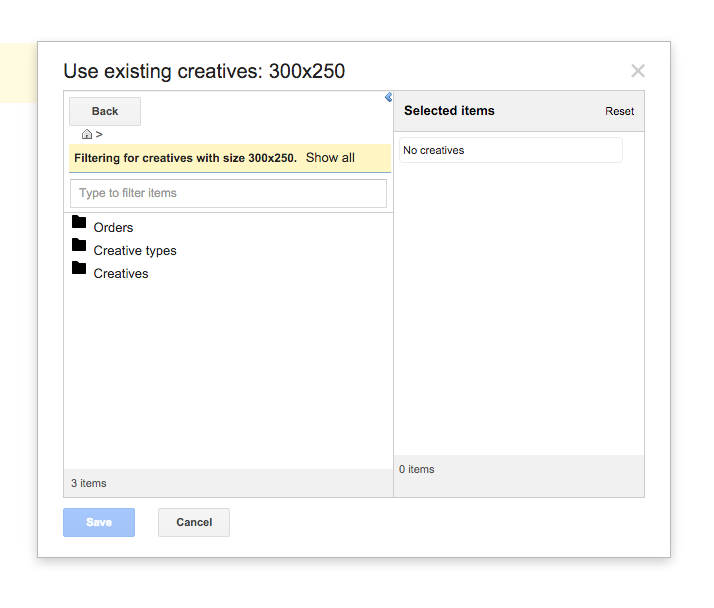 Use existing creatives: 300x250
Back
>
Filtering for creatives with size 300x250. Show all
Type to filter items
Orders
Creative types
Creatives
3 items
Selected items Reset
No creatives
0 items
Save Cancel